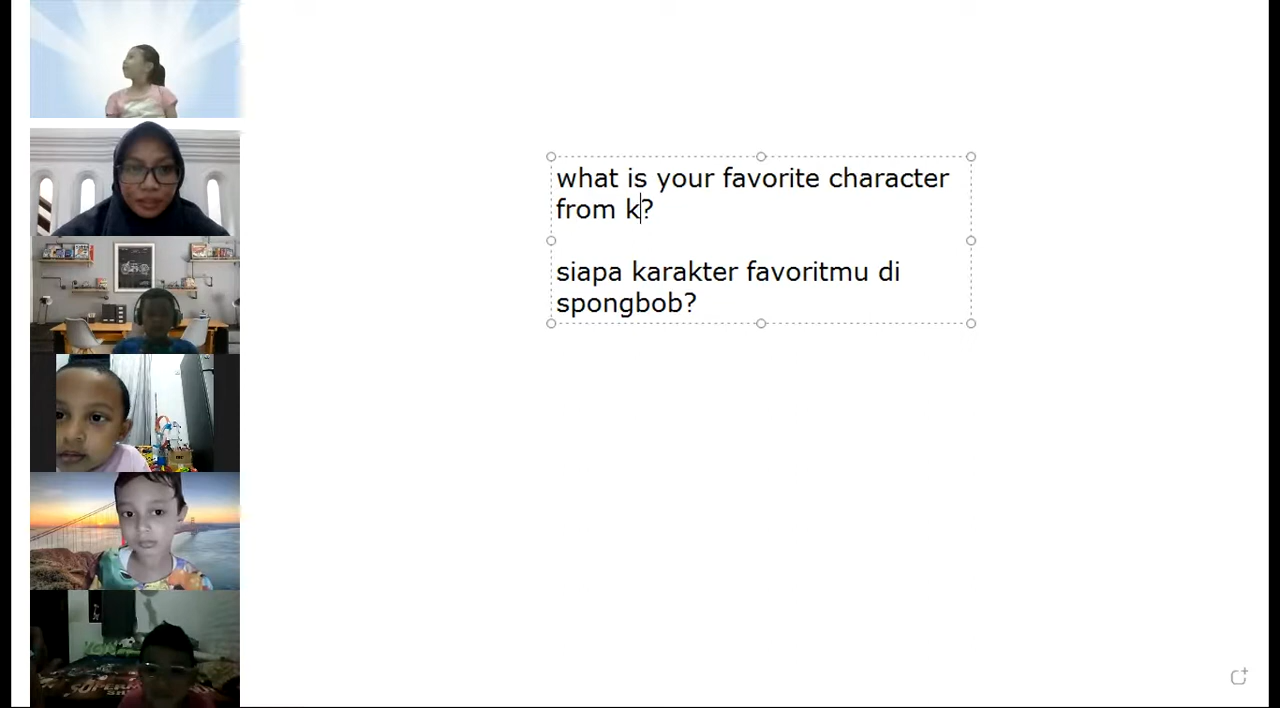 what is your favorite character
from k?
siapa karakter favoritmu di
spongbob?